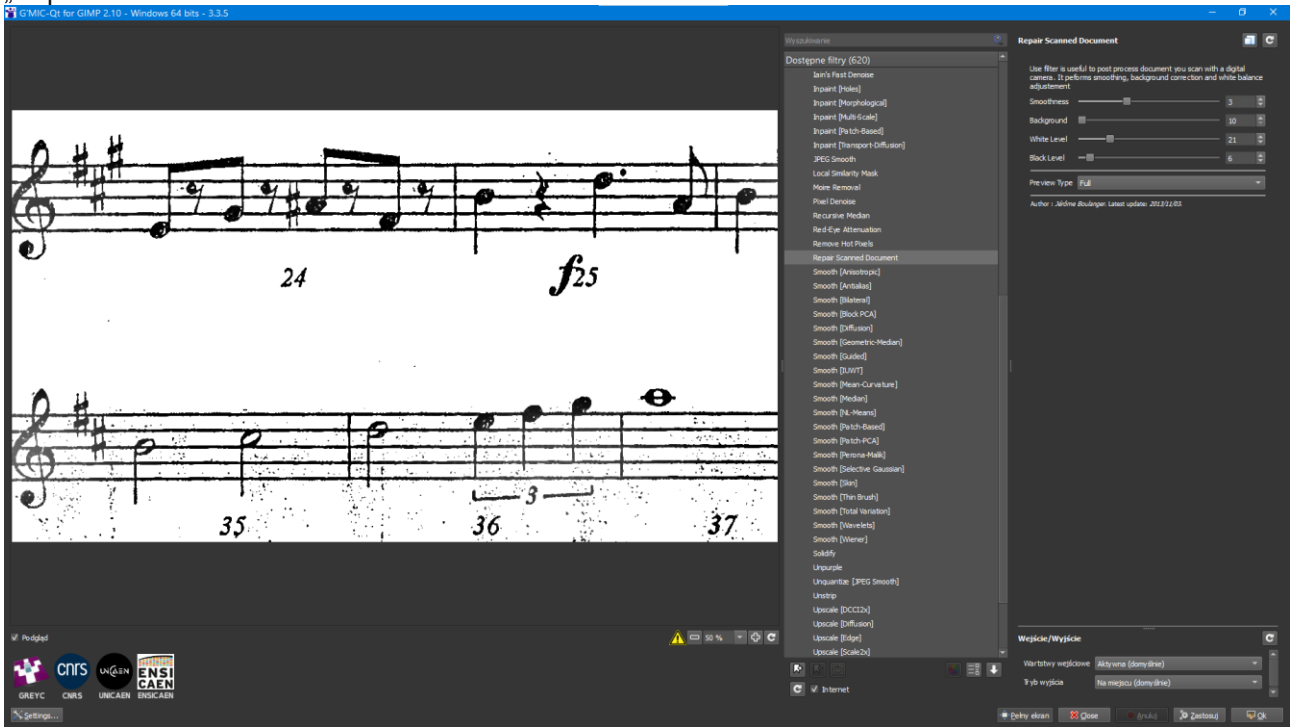 G'MIC-Qt for GIMP 2.10 - Windows 64 bits - 3.3.5
24
f25
35
3
36
37
Podgląd
50 %
GREYC
cnrs
CNRS
UNICAEN
UNICAEN
ENSI
CAEN
ENSICAEN
Settings...
Wyszukiwanie
Dostępne filtry (620)
Iain's Fast Denoise
Inpaint [Holes]
Inpaint [Morphological]
Inpaint [Multi-Scale]
Inpaint [Patch-Based]
Inpaint [Transport-Diffusion]
JPEG Smooth
Local Similarity Mask
Moire Removal
Pixel Denoise
Recursive Median
Red-Eye Attenuation
Remove Hot Pixels
Repair Scanned Document
Smooth [Anisotropic]
Smooth [Antialias]
Smooth [Bilateral]
Smooth [Block PCA]
Smooth [Diffusion]
Smooth [Geometric-Median]
Smooth [Guided]
Smooth [IUWT]
Smooth [Mean-Curvature]
Smooth [Median]
Smooth [NL-Means]
Smooth [Patch-Based]
Smooth [Patch-PCA]
Smooth [Perona-Malik]
Smooth [Selective Gaussian]
Smooth [Skin]
Smooth [Thin Brush]
Smooth [Total Variation]
Smooth [Wavelets]
Smooth [Wiener]
Solidify
Unpurple
Unquantize [JPEG Smooth]
Unstrip
Upscale [DCCI2x]
Upscale [Diffusion]
Upscale [Edge]
Upscale [Scale2x]
Internet
Repair Scanned Document
Use filter is useful to post process document you scan with a digital
camera. It peforms smoothing, background correction and white balance
adjustement
Smoothness 3
Background 10
White Level 21
Black Level 6
Preview Type Full
Author : Jérôme Boulanger. Latest update: 2013/11/03.
Wejście/Wyjście
Warstwy wejściowe Aktywna (domyślnie)
Tryb wyjścia Na miejscu (domyślnie)
Pełny ekran
Close
Anuluj
Zastosuj
Ok